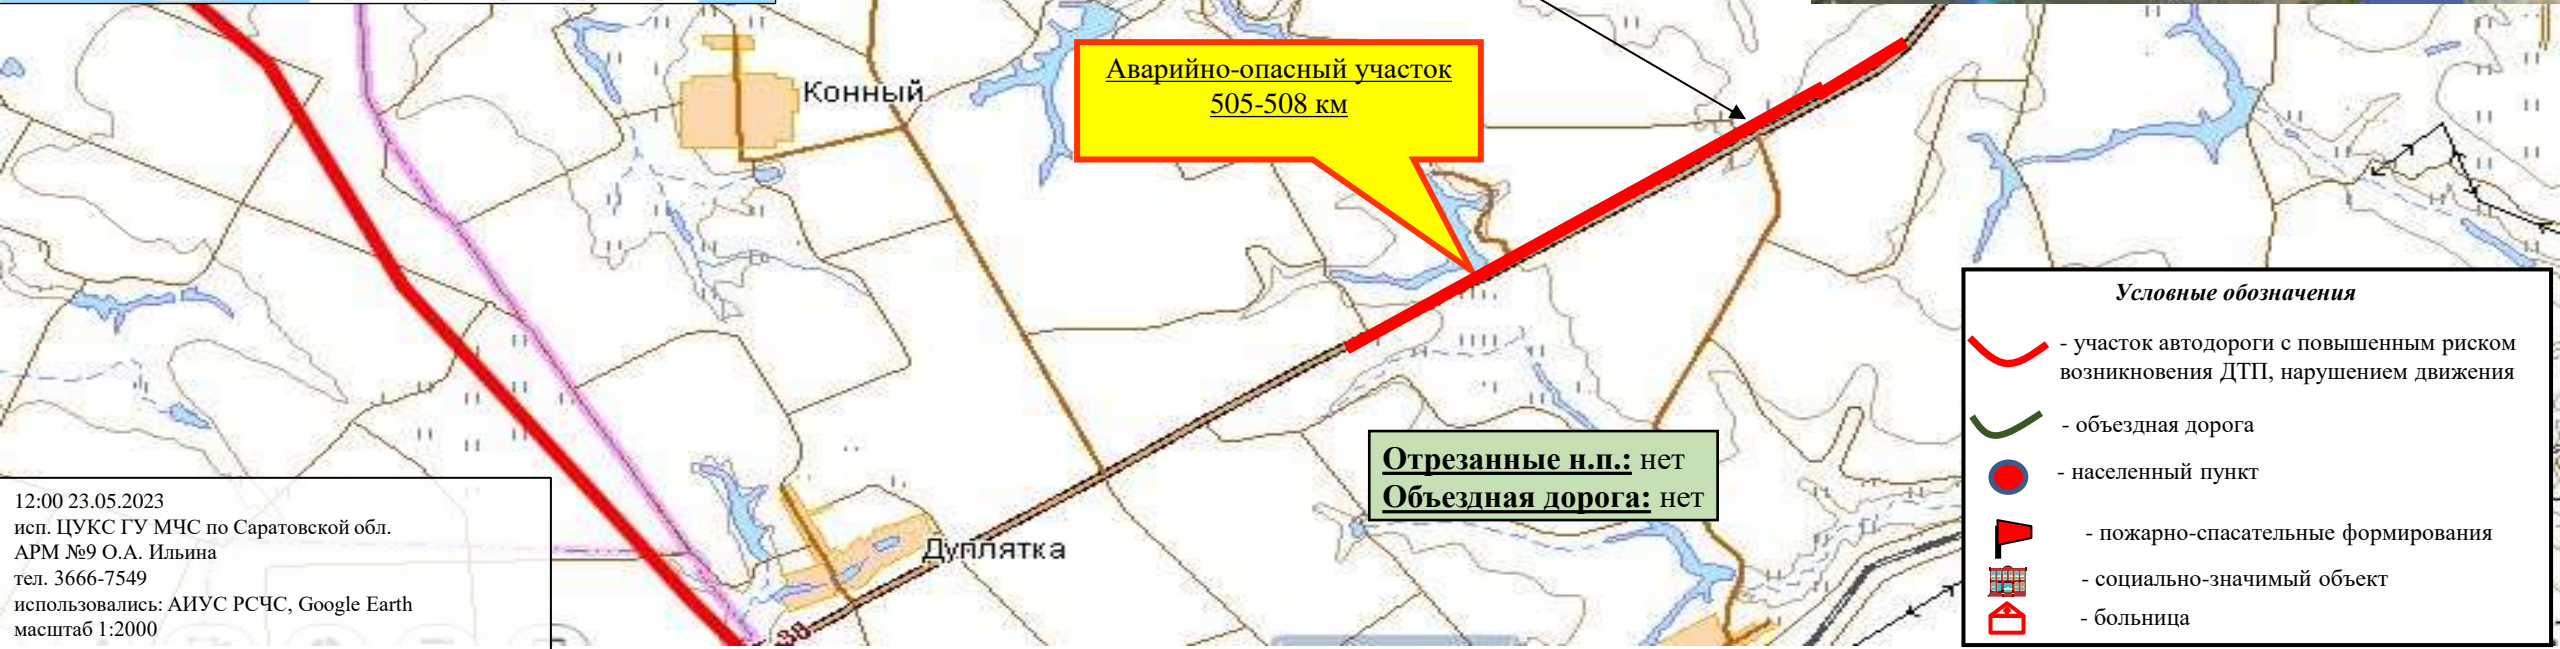 Конный
Аварийно-опасный участок
505-508 км
Условные обозначения
- участок автодороги с повышенным риском
возникновения ДТП, нарушением движения
- объездная дорога
- населенный пункт
- пожарно-спасательные формирования
- социально-значимый объект
- больница
Отрезанные н.п.: нет
Объездная дорога: нет
Дуплятка
12:00 23.05.2023
исп. ЦУКС ГУ МЧС по Саратовской обл.
АРМ №9 О.А. Ильина
тел. 3666-7549
использовались: АИУС РСЧС, Google Earth
масштаб 1:2000